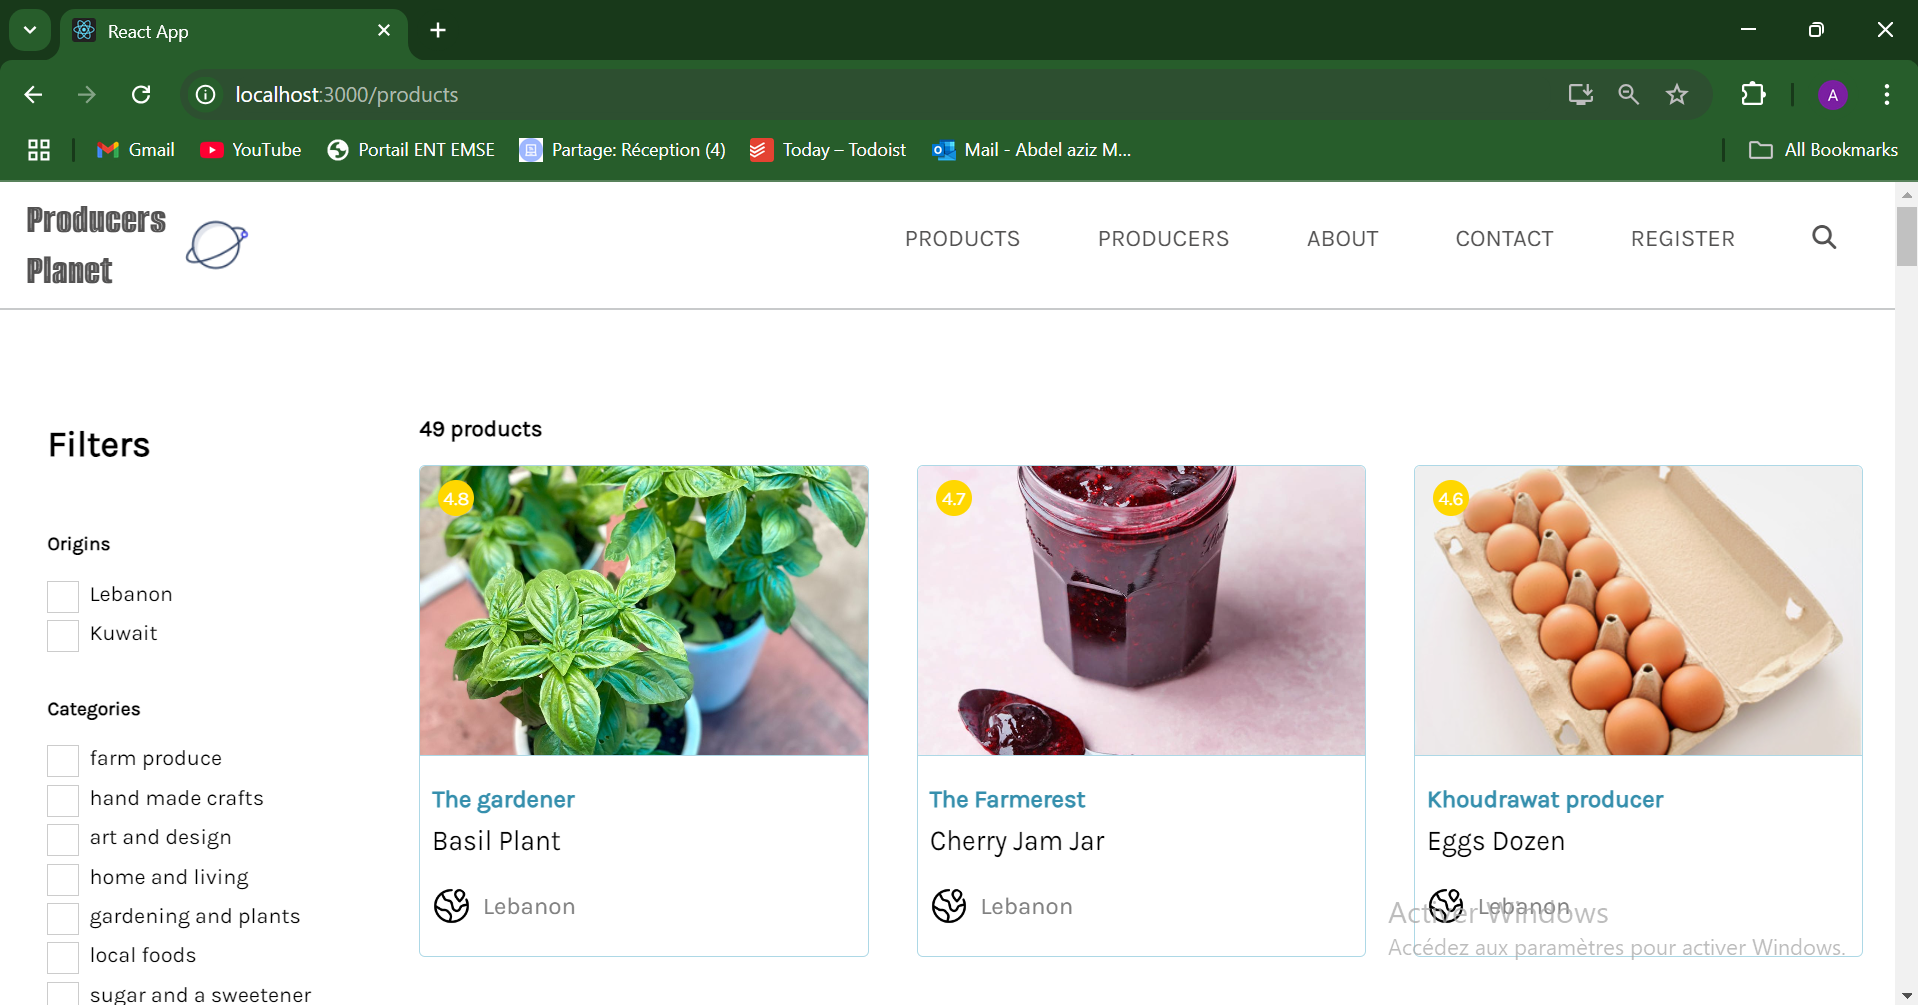 React App
localhost:3000/products
A
Gmail
YouTube
Portail ENT EMSE
Partage: Réception (4)
Today – Todoist
Mail - Abdel aziz M...
All Bookmarks
Producers
Planet
PRODUCTS
PRODUCERS
ABOUT
CONTACT
REGISTER
Filters
Origins
Lebanon
Kuwait
Categories
farm produce
hand made crafts
art and design
home and living
gardening and plants
local foods
sugar and a sweetener
49 products
4.8
The gardener
Basil Plant
Lebanon
4.7
The Farmerest
Cherry Jam Jar
Lebanon
4.6
Khoudrawat producer
Eggs Dozen
Lebanon
Activer Windows
Accédez aux paramètres pour activer Windows.